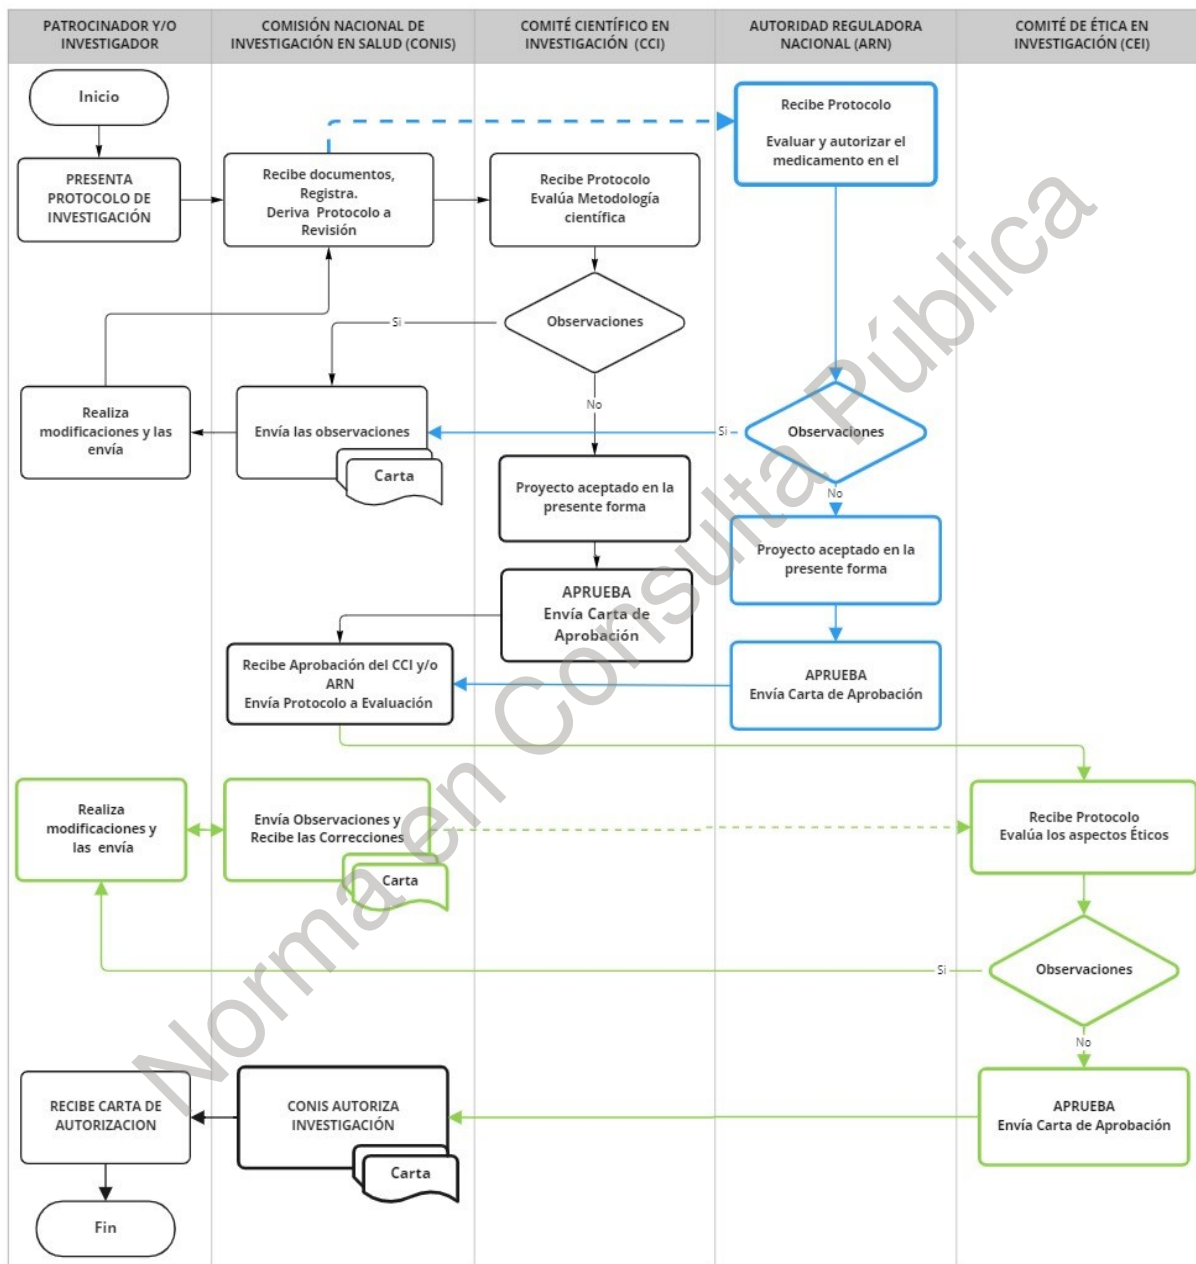 PATROCINADOR Y/O
INVESTIGADOR
COMISIÓN NACIONAL DE
INVESTIGACIÓN EN SALUD (CONIS)
COMITÉ CIENTÍFICO EN
INVESTIGACIÓN (CCI)
AUTORIDAD REGULADORA
NACIONAL (ARN)
COMITÉ DE ÉTICA EN
INVESTIGACIÓN (CEI)
Inicio
PRESENTA
PROTOCOLO DE
INVESTIGACIÓN
Recibe documentos,
Registra.
Deriva Protocolo a
Revisión
Recibe Protocolo
Evalúa Metodología
científica
Recibe Protocolo
Evaluar y autorizar el
medicamento en el
Observaciones
Si
No
Realiza
modificaciones y las
envía
Envía las observaciones
Carta
Observaciones
Si
No
Proyecto aceptado en la
presente forma
Proyecto aceptado en la
presente forma
APRUEBA
Envía Carta de
Aprobación
APRUEBA
Envía Carta de Aprobación
Recibe Aprobación del CCI y/o
ARN
Envía Protocolo a Evaluación
Realiza
modificaciones y
las envía
Envía Observaciones y
Recibe las Correcciones
Carta
Recibe Protocolo
Evalúa los aspectos Éticos
Observaciones
Si
No
RECIBE CARTA DE
AUTORIZACION
CONIS AUTORIZA
INVESTIGACIÓN
Carta
APRUEBA
Envía Carta de Aprobación
Fin
Norma en Consulta Pública